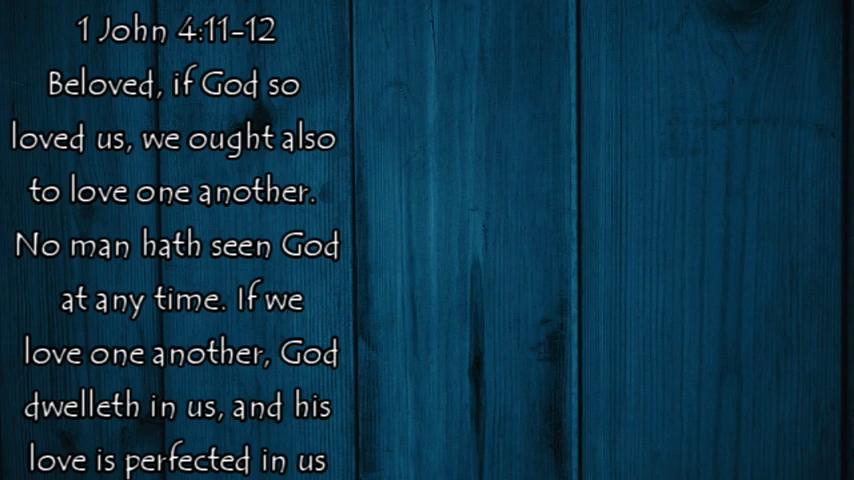 1 John 4:11-12
Beloved, if God so
loved us, we ought also
to love one another.
No man hath seen God
at any time. If we
love one another, God
dwelleth in us, and his
love is perfected in us